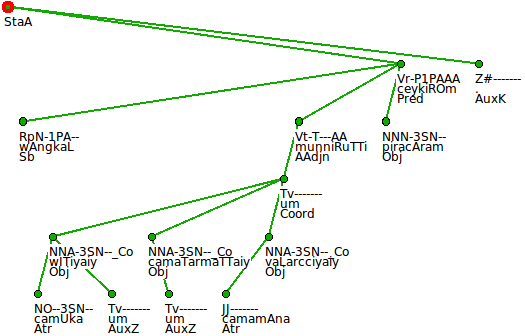 StaA
Vr-P1PAAA
ceykiROm
Pred
Z#-------
.
AuxK
RpN-1PA--
wAngkaL
Sb
Vt-T---AA
munniRuTTi
AAdjn
NNN-3SN--
piracAram
Obj
Tv-------
um
Coord
NNA-3SN--_Co
wITiyaiy
Obj
NNA-3SN--_Co
camaTarmaTTaiy
Obj
NNA-3SN--_Co
vaLarcciyaiy
Obj
NO--3SN--
camUka
Atr
Tv-------
um
AuxZ
Tv-------
um
AuxZ
JJ-------
camamAna
Atr